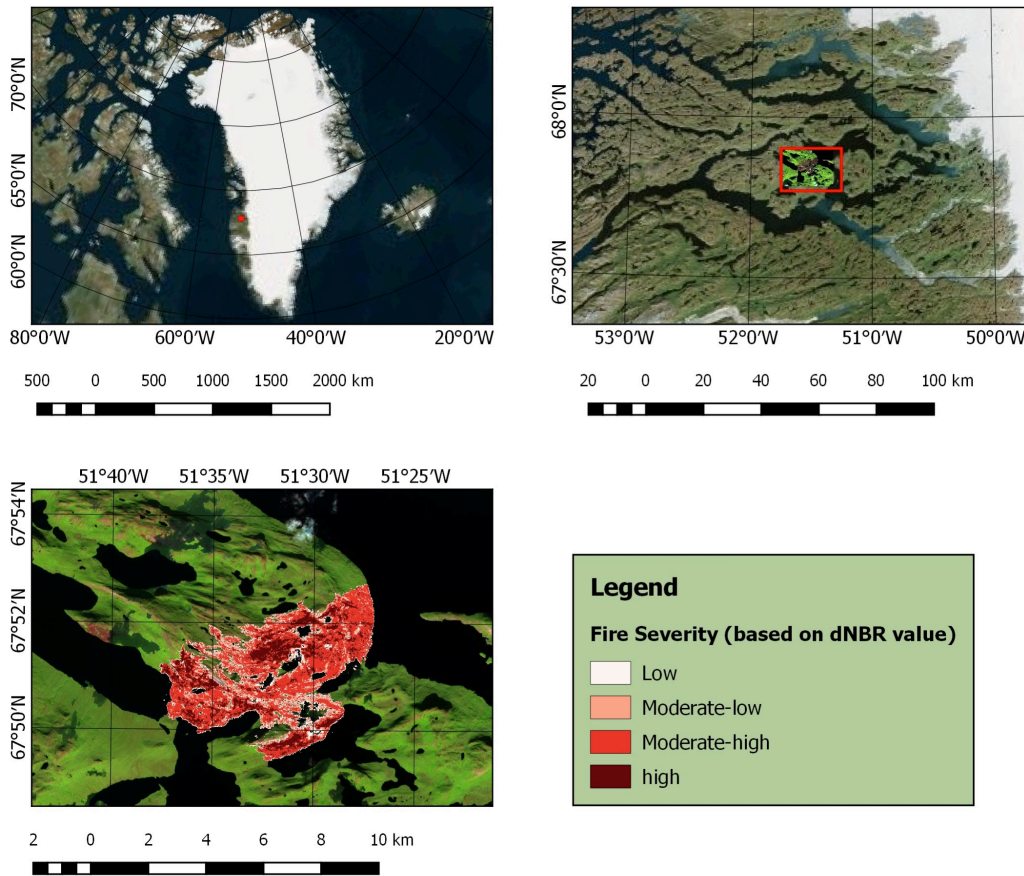 70°0′N
65°0′N
60°0′N
80°0′W 60°0′W 40°0′W 20°0′W
500 0 500 1000 1500 2000 km
68°0′N
67°30′N
53°0′W 52°0′W 51°0′W 50°0′W
20 0 20 40 60 80 100 km
51°40′W 51°35′W 51°30′W 51°25′W
67°54′N
67°52′N
67°50′N
2 0 2 4 6 8 10 km
Legend
Fire Severity (based on dNBR value)
Low
Moderate-low
Moderate-high
high